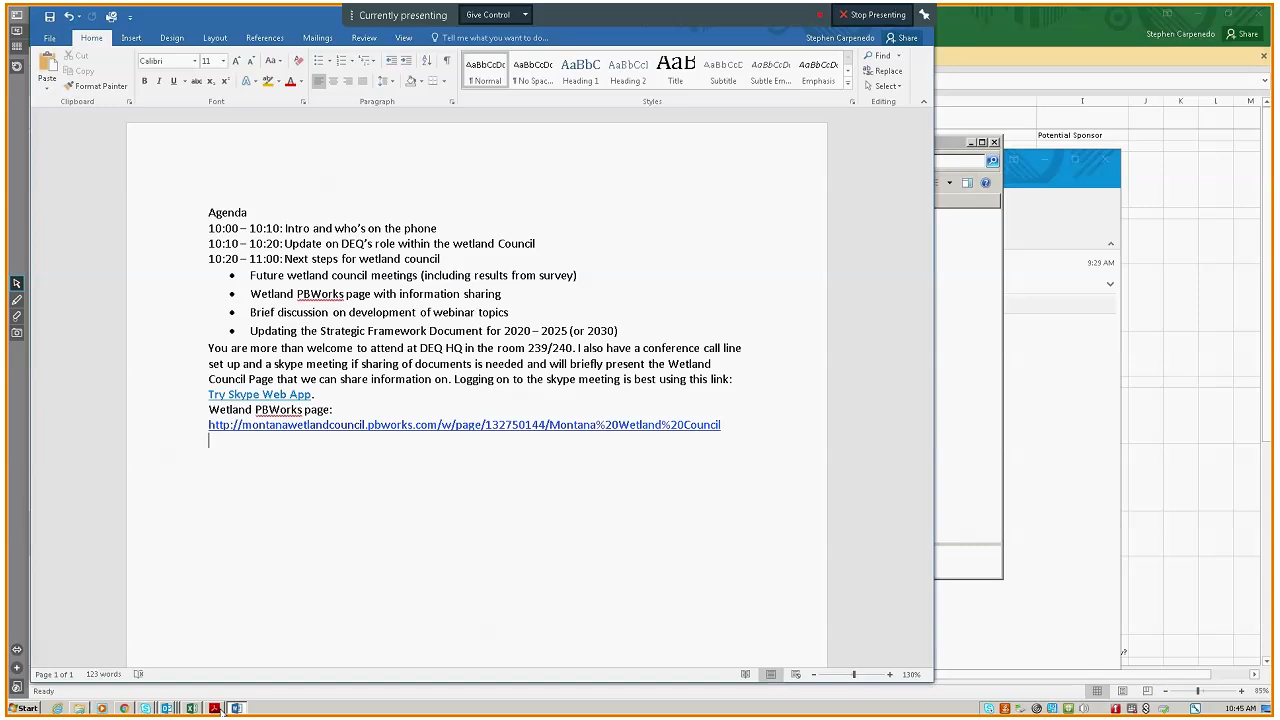 Currently presenting
Give Control
Stop Presenting
File Home Insert Design Layout References Mailings Review View Tell me what you want to do...
Stephen Carpenedo Share
Stephen Carpenedo Share
Paste
Cut
Copy
Format Painter
Calibri 11
AaBbCcDc AaBbCcDc AaBbC AaBbCcI AaB AaBbCcD AaBbCcDi AaBbCcDi
¶ Normal ¶ No Spac... Heading 1 Heading 2 Title Subtitle Subtle Em... Emphasis
Find
Replace
Select
Clipboard Font Paragraph Styles Editing
I J K L M
Potential Sponsor
9:29 AM
Agenda
10:00 – 10:10: Intro and who's on the phone
10:10 – 10:20: Update on DEQ's role within the wetland Council
10:20 – 11:00: Next steps for wetland council
• Future wetland council meetings (including results from survey)
• Wetland PBWorks page with information sharing
• Brief discussion on development of webinar topics
• Updating the Strategic Framework Document for 2020 – 2025 (or 2030)
You are more than welcome to attend at DEQ HQ in the room 239/240. I also have a conference call line
set up and a skype meeting if sharing of documents is needed and will briefly present the Wetland
Council Page that we can share information on. Logging on to the skype meeting is best using this link:
Try Skype Web App.
Wetland PBWorks page:
http://montanawetlandcouncil.pbworks.com/w/page/132750144/Montana%20Wetland%20Council
Page 1 of 1 123 words
130%
Ready
85%
Start
10:45 AM